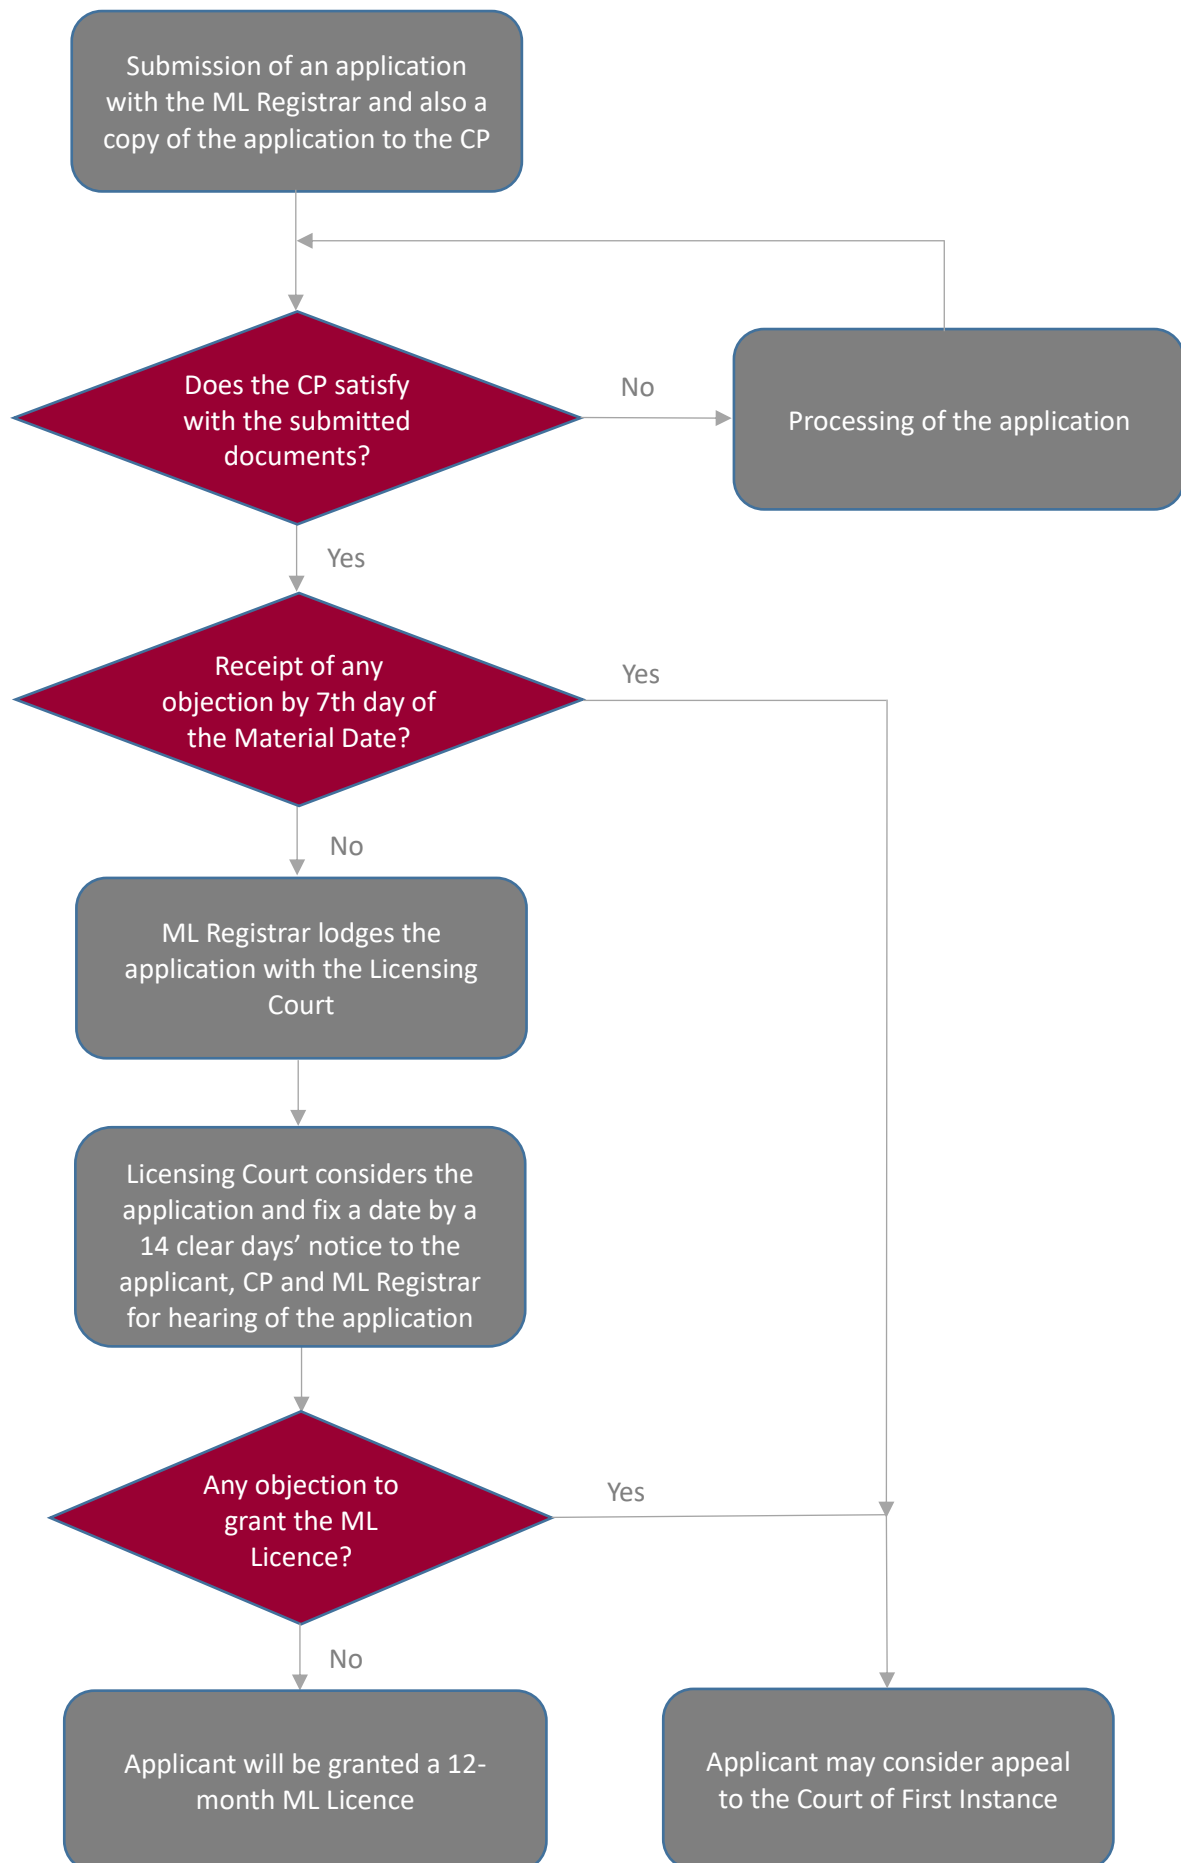 Submission of an application
with the ML Registrar and also a
copy of the application to the CP
Does the CP satisfy
with the submitted
documents?
No
Processing of the application
Yes
Receipt of any
objection by 7th day of
the Material Date?
Yes
No
ML Registrar lodges the
application with the Licensing
Court
Licensing Court considers the
application and fix a date by a
14 clear days’ notice to the
applicant, CP and ML Registrar
for hearing of the application
Any objection to
grant the ML
Licence?
Yes
No
Applicant will be granted a 12-
month ML Licence
Applicant may consider appeal
to the Court of First Instance